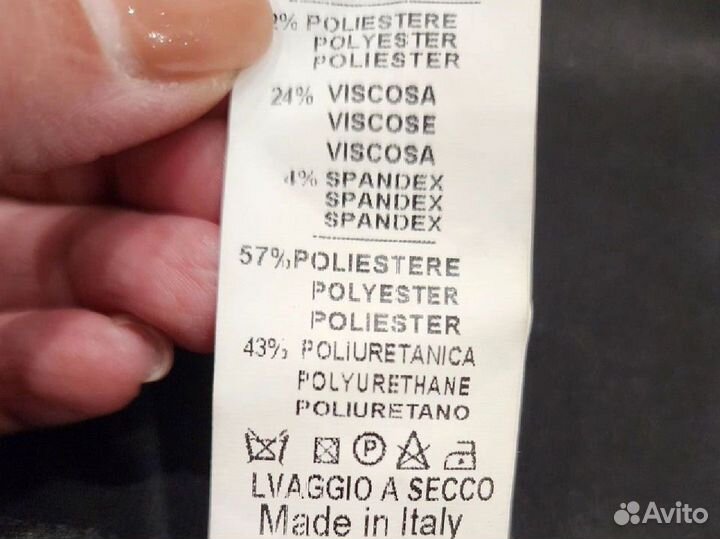 2% POLIESTERE
POLYESTER
POLIESTER
24% VISCOSA
VISCOSE
VISCOSA
4% SPANDEX
SPANDEX
SPANDEX
57% POLIESTERE
POLYESTER
POLIESTER
43% POLIURETANICA
POLYURETHANE
POLIURETANO
P
LVAGGIO A SECCO
Made in Italy
Avito